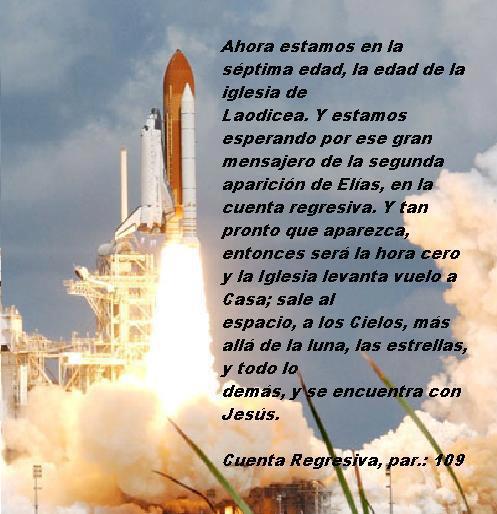 Ahora estamos en la
séptima edad, la edad de la
iglesia de
Laodicea. Y estamos
esperando por ese gran
mensajero de la segunda
aparición de Elías, en la
cuenta regresiva. Y tan
pronto que aparezca,
entonces será la hora cero
y la Iglesia levanta vuelo a
Casa; sale al
espacio, a los Cielos, más
allá de la luna, las estrellas,
y todo lo
demás, y se encuentra con
Jesús.
Cuenta Regresiva, par.: 109